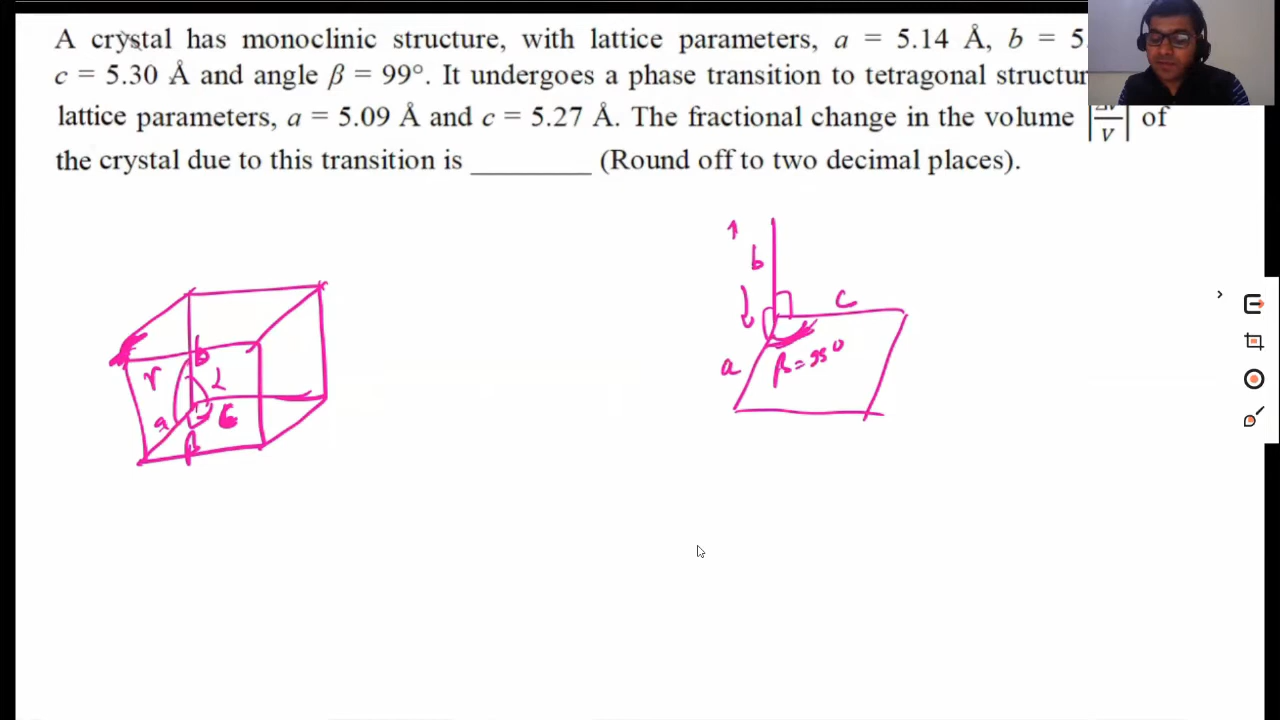 A crystal has monoclinic structure, with lattice parameters, a = 5.14 Å, b = 5.
c = 5.30 Å and angle β = 99°. It undergoes a phase transition to tetragonal
lattice parameters, a = 5.09 Å and c = 5.27 Å. The fractional change in the volume | ΔV / V | of
the crystal due to this transition is ________ (Round off to two decimal places).
b
c
a
β = 99°
b
γ
α
a
c
β